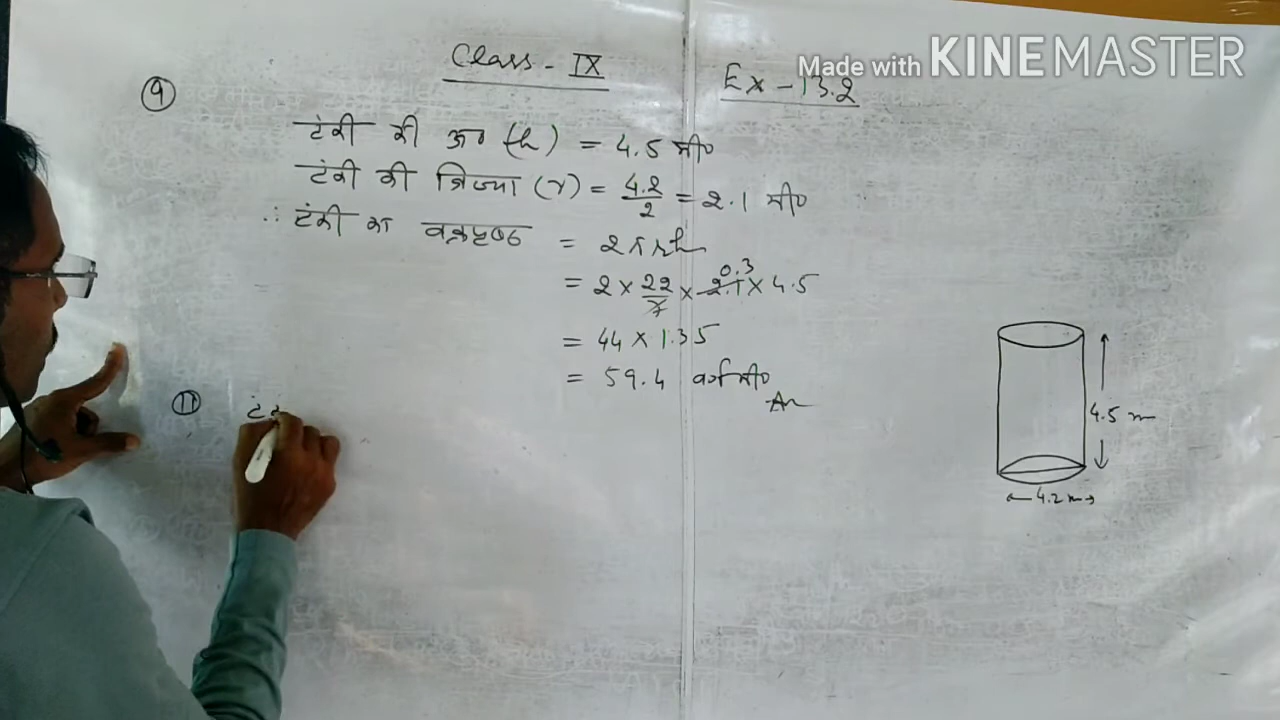 Made with KINEMASTER
Class - IX
Ex - 13.2
9
टंकी की ऊ० (h) = 4.5 मी०
टंकी की त्रिज्या (r) = 4.2/2 = 2.1 मी०
∴ टंकी का वक्रपृष्ठ = 2πrh
= 2 × 22/7 × 2.1 × 4.5
0.3
= 44 × 1.35
= 59.4 वर्ग मी०
An
11
4.5 m
4.2 m